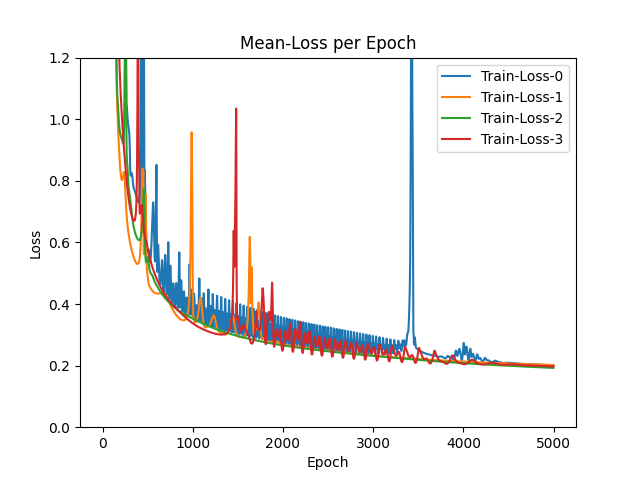 Mean-Loss per Epoch
1.2
1.0
0.8
0.6
0.4
0.2
0.0
Loss
Train-Loss-0
Train-Loss-1
Train-Loss-2
Train-Loss-3
0 1000 2000 3000 4000 5000
Epoch